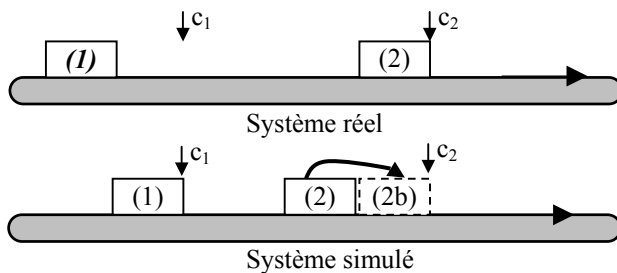 c₁ c₂
(1) (2)
Système réel
c₁ c₂
(1) (2) (2b)
Système simulé